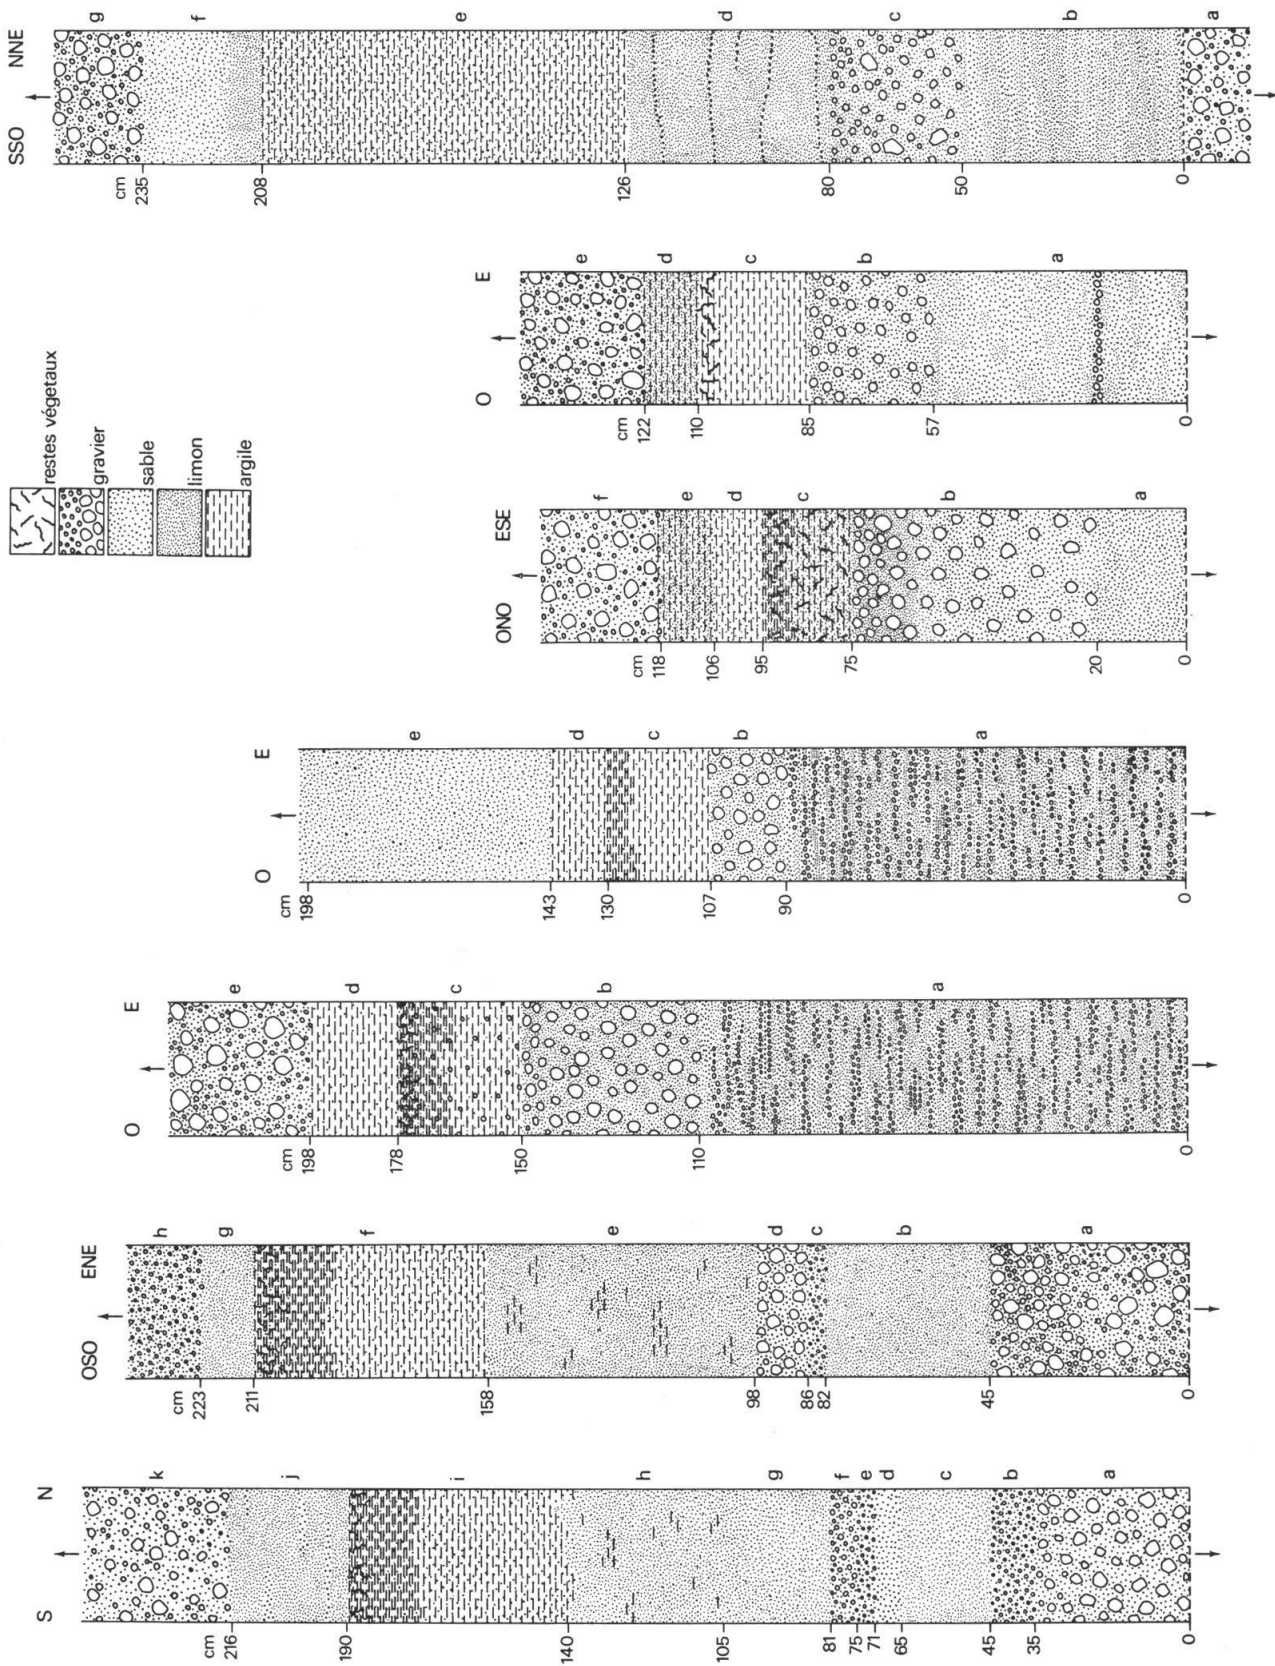 S N
k
j
i
h
g
f
e
d
c
b
a
cm
216
190
140
105
81
75
71
65
45
35
0
OSO ENE
h
g
f
e
d
c
b
a
cm
223
211
158
98
86
82
45
0
O E
e
d
c
b
a
cm
198
178
150
110
0
O E
e
d
c
b
a
cm
198
143
130
107
90
0
ONO ESE
f
e
d
c
b
a
cm
118
106
95
75
20
0
O E
e
d
c
b
a
cm
122
110
85
57
0
SSO NNE
g
f
e
d
c
b
a
cm
235
208
126
80
50
0
restes végetaux
gravier
sable
limon
argile